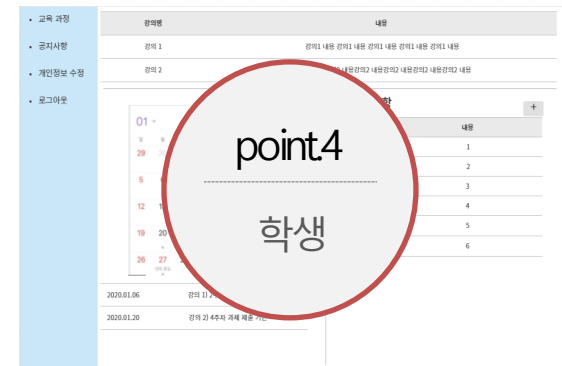 • 교육 과정
• 공지사항
• 개인정보 수정
• 로그아웃
강의명 내용
강의 1 강의1 내용 강의1 내용 강의1 내용 강의1 내용 강의1 내용
강의 2 내용강의2 내용강의2 내용강의2 내용강의2 내용
+
01
29
5
12
19 20
26 27
내용
1
2
3
4
5
6
point.4
학생
2020.01.06 강의 1)
2020.01.20 강의 2) 4주차 과제 제출